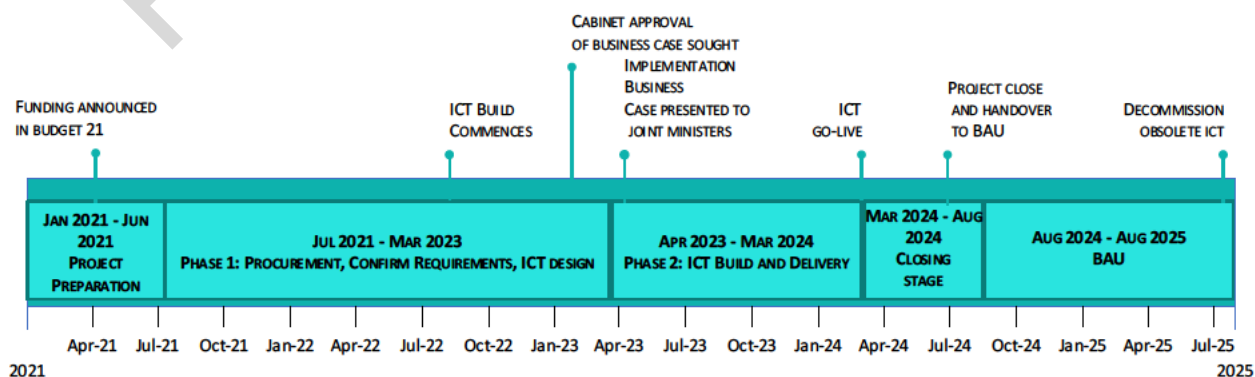 CABINET APPROVAL
OF BUSINESS CASE SOUGHT
IMPLEMENTATION
BUSINESS
CASE PRESENTED TO
JOINT MINISTERS
FUNDING ANNOUNCED
IN BUDGET 21
ICT BUILD
COMMENCES
ICT
GO-LIVE
PROJECT CLOSE
AND HANDOVER
TO BAU
DECOMMISSION
OBSOLETE ICT
JAN 2021 - JUN
2021
PROJECT
PREPARATION
JUL 2021 - MAR 2023
PHASE 1: PROCUREMENT, CONFIRM REQUIREMENTS, ICT DESIGN
APR 2023 - MAR 2024
PHASE 2: ICT BUILD AND DELIVERY
MAR 2024 - AUG
2024
CLOSING
STAGE
AUG 2024 - AUG 2025
BAU
Apr-21 Jul-21 Oct-21 Jan-22 Apr-22 Jul-22 Oct-22 Jan-23 Apr-23 Jul-23 Oct-23 Jan-24 Apr-24 Jul-24 Oct-24 Jan-25 Apr-25 Jul-25
2021 2025